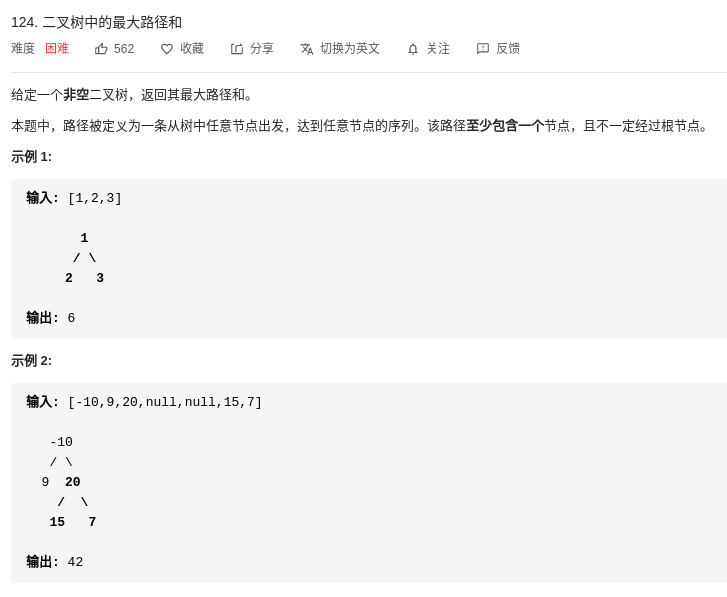 124. 二叉树中的最大路径和
难度 困难 562 收藏 分享 切换为英文 关注 反馈
给定一个非空二叉树，返回其最大路径和。
本题中，路径被定义为一条从树中任意节点出发，达到任意节点的序列。该路径至少包含一个节点，且不一定经过根节点。
示例 1:
输入: [1,2,3]
1
/ \
2 3
输出: 6
示例 2:
输入: [-10,9,20,null,null,15,7]
-10
/ \
9 20
/ \
15 7
输出: 42